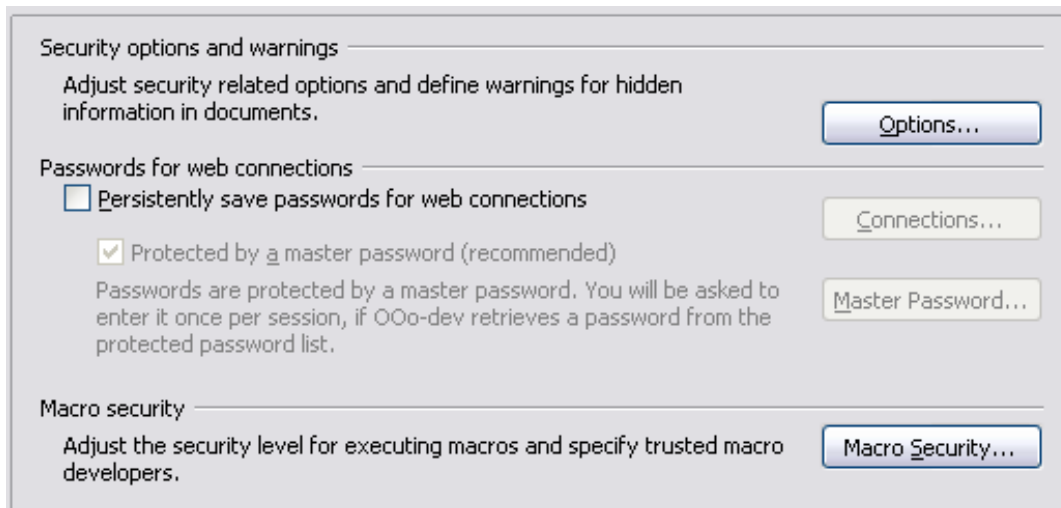 Security options and warnings
Adjust security related options and define warnings for hidden
information in documents.
Options...
Passwords for web connections
Persistently save passwords for web connections
Connections...
Protected by a master password (recommended)
Passwords are protected by a master password. You will be asked to
enter it once per session, if OOo-dev retrieves a password from the
protected password list.
Master Password...
Macro security
Adjust the security level for executing macros and specify trusted macro
developers.
Macro Security...